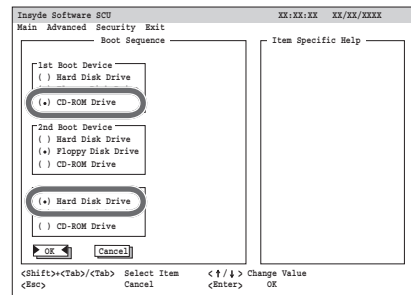 Insyde Software SCU XX:XX:XX XX/XX/XXXX
Main Advanced Security Exit
Boot Sequence
Item Specific Help
1st Boot Device
( ) Hard Disk Drive
(•) CD-ROM Drive
2nd Boot Device
( ) Hard Disk Drive
(•) Floppy Disk Drive
( ) CD-ROM Drive
(•) Hard Disk Drive
( ) CD-ROM Drive
OK Cancel
<Shift>+<Tab>/<Tab> Select Item <↑/↓> Change Value
<Esc> Cancel <Enter> OK